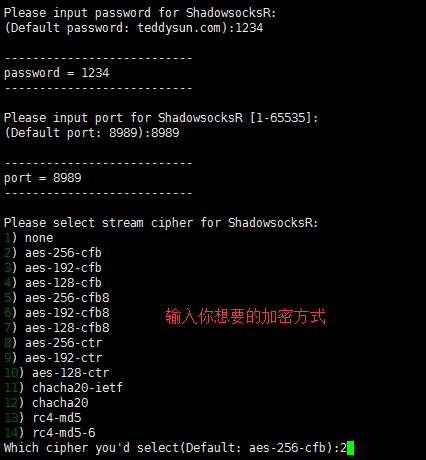 Please input password for ShadowsocksR:
(Default password: teddysun.com):1234
---------------------------
password = 1234
---------------------------
Please input port for ShadowsocksR [1-65535]:
(Default port: 8989):8989
---------------------------
port = 8989
---------------------------
Please select stream cipher for ShadowsocksR:
1) none
2) aes-256-cfb
3) aes-192-cfb
4) aes-128-cfb
5) aes-256-cfb8
6) aes-192-cfb8
输入你想要的加密方式
7) aes-128-cfb8
8) aes-256-ctr
9) aes-192-ctr
10) aes-128-ctr
11) chacha20-ietf
12) chacha20
13) rc4-md5
14) rc4-md5-6
Which cipher you'd select(Default: aes-256-cfb):2